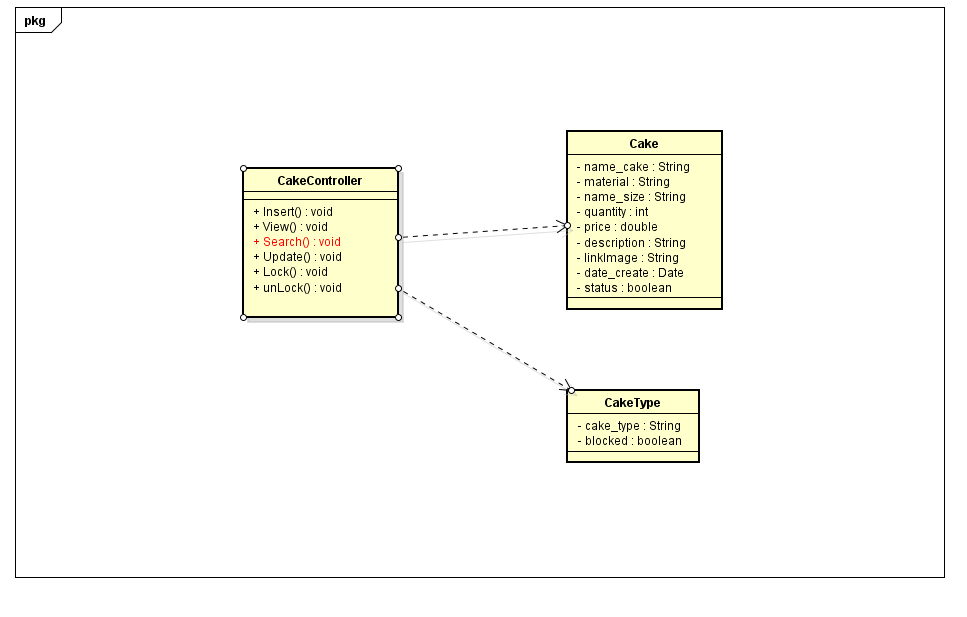 pkg
CakeController
+ Insert() : void
+ View() : void
+ Search() : void
+ Update() : void
+ Lock() : void
+ unLock() : void
Cake
- name_cake : String
- material : String
- name_size : String
- quantity : int
- price : double
- description : String
- linkImage : String
- date_create : Date
- status : boolean
CakeType
- cake_type : String
- blocked : boolean